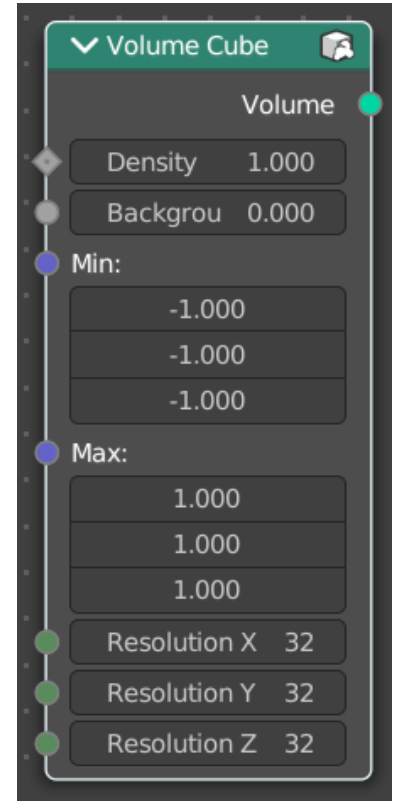 Volume Cube
Volume
Density 1.000
Backgrou 0.000
Min:
-1.000
-1.000
-1.000
Max:
1.000
1.000
1.000
Resolution X 32
Resolution Y 32
Resolution Z 32